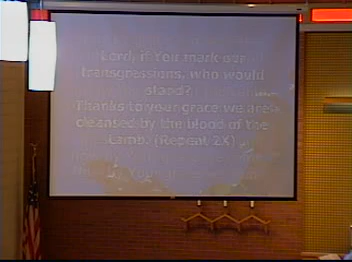 Lord, if You mark our
transgressions, who would
stand?
Thanks to your grace we are
cleansed by the blood of the
Lamb. (Repeat 2X)